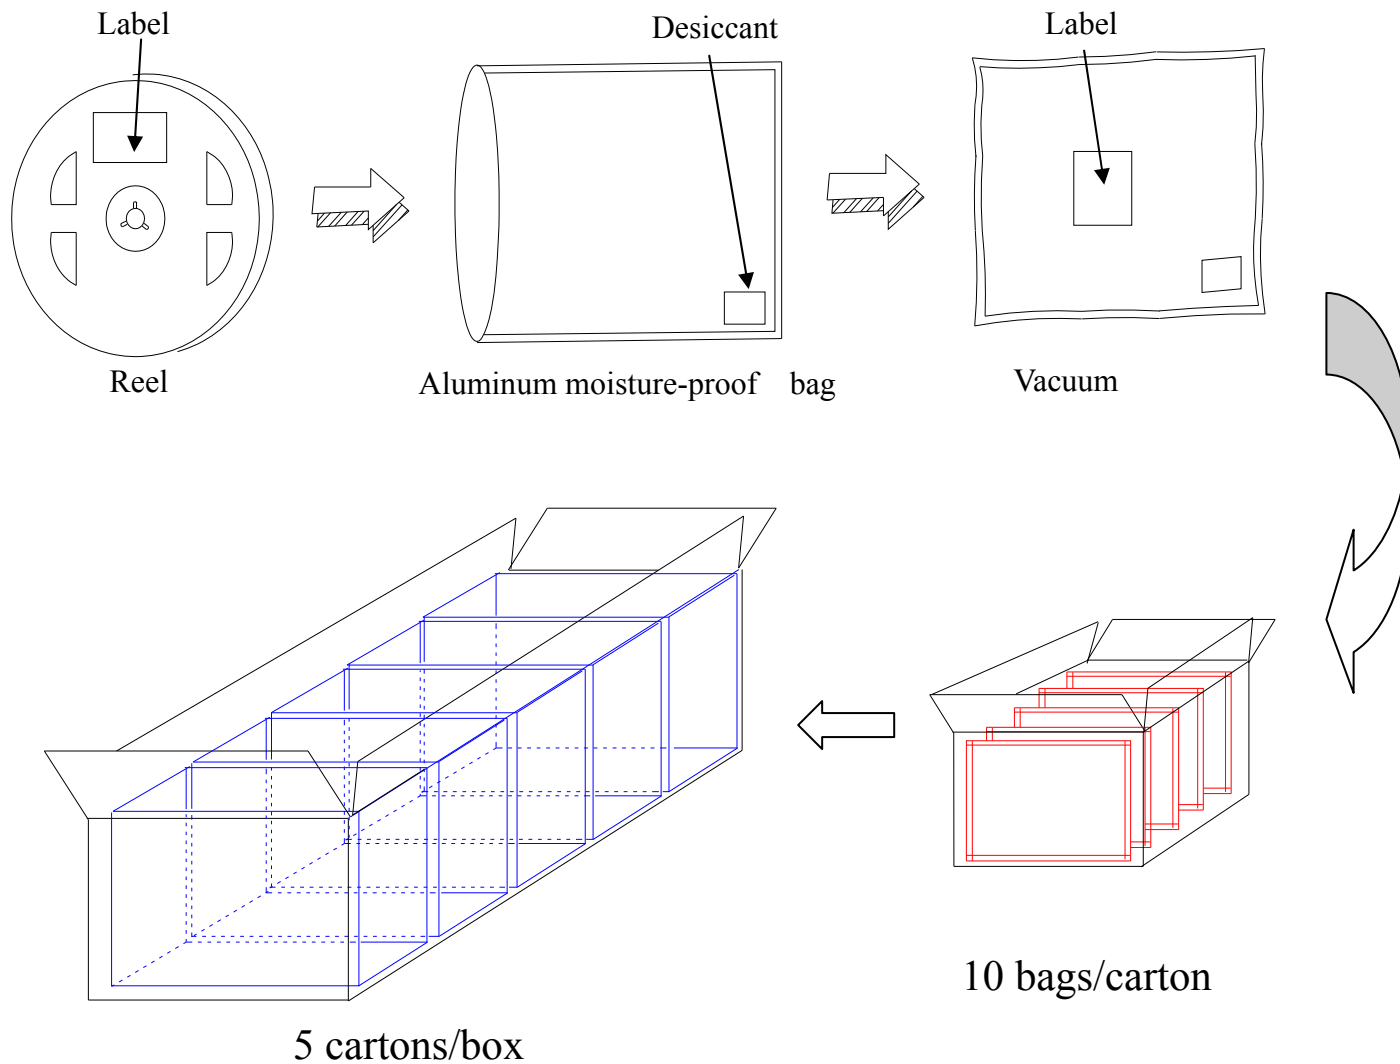 Label
Desiccant
Label
Reel
Aluminum moisture-proof bag
Vacuum
10 bags/carton
5 cartons/box